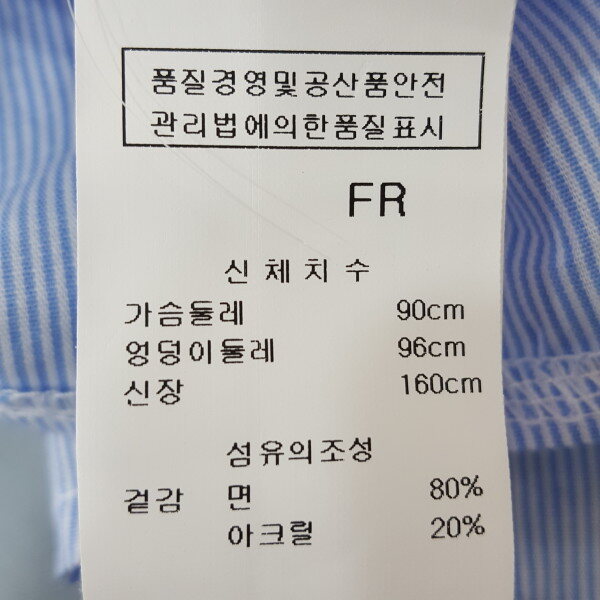 품질경영및공산품안전
관리법에의한품질표시
FR
신체치수
가슴둘레 90cm
엉덩이둘레 96cm
신장 160cm
섬유의조성
겉감 면 80%
아크릴 20%